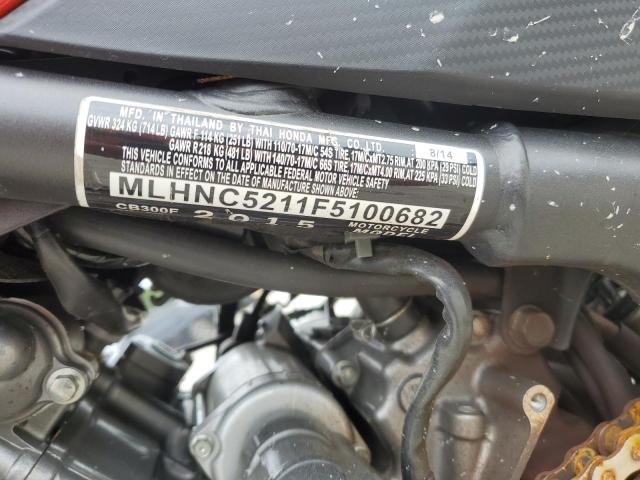 MFD. IN THAILAND BY THAI HONDA MFG. CO., LTD.
8/14
GVWR 324 KG (714 LB) GAWR F 114 KG (251 LB) WITH 110/70-17M/C 54S TIRE, 17M/CxMT2.75 RIM AT 200 KPA (29 PSI) COLD
GAWR R 218 KG (481 LB) WITH 140/70-17M/C 66S TIRE, 17M/CxMT4.00 RIM AT 225 KPA (33 PSI) COLD
THIS VEHICLE CONFORMS TO ALL APPLICABLE FEDERAL MOTOR VEHICLE SAFETY
STANDARDS IN EFFECT ON THE DATE OF MANUFACTURE
MLHNC5211F5100682
CB300F 2015 MOTORCYCLE
MODEL